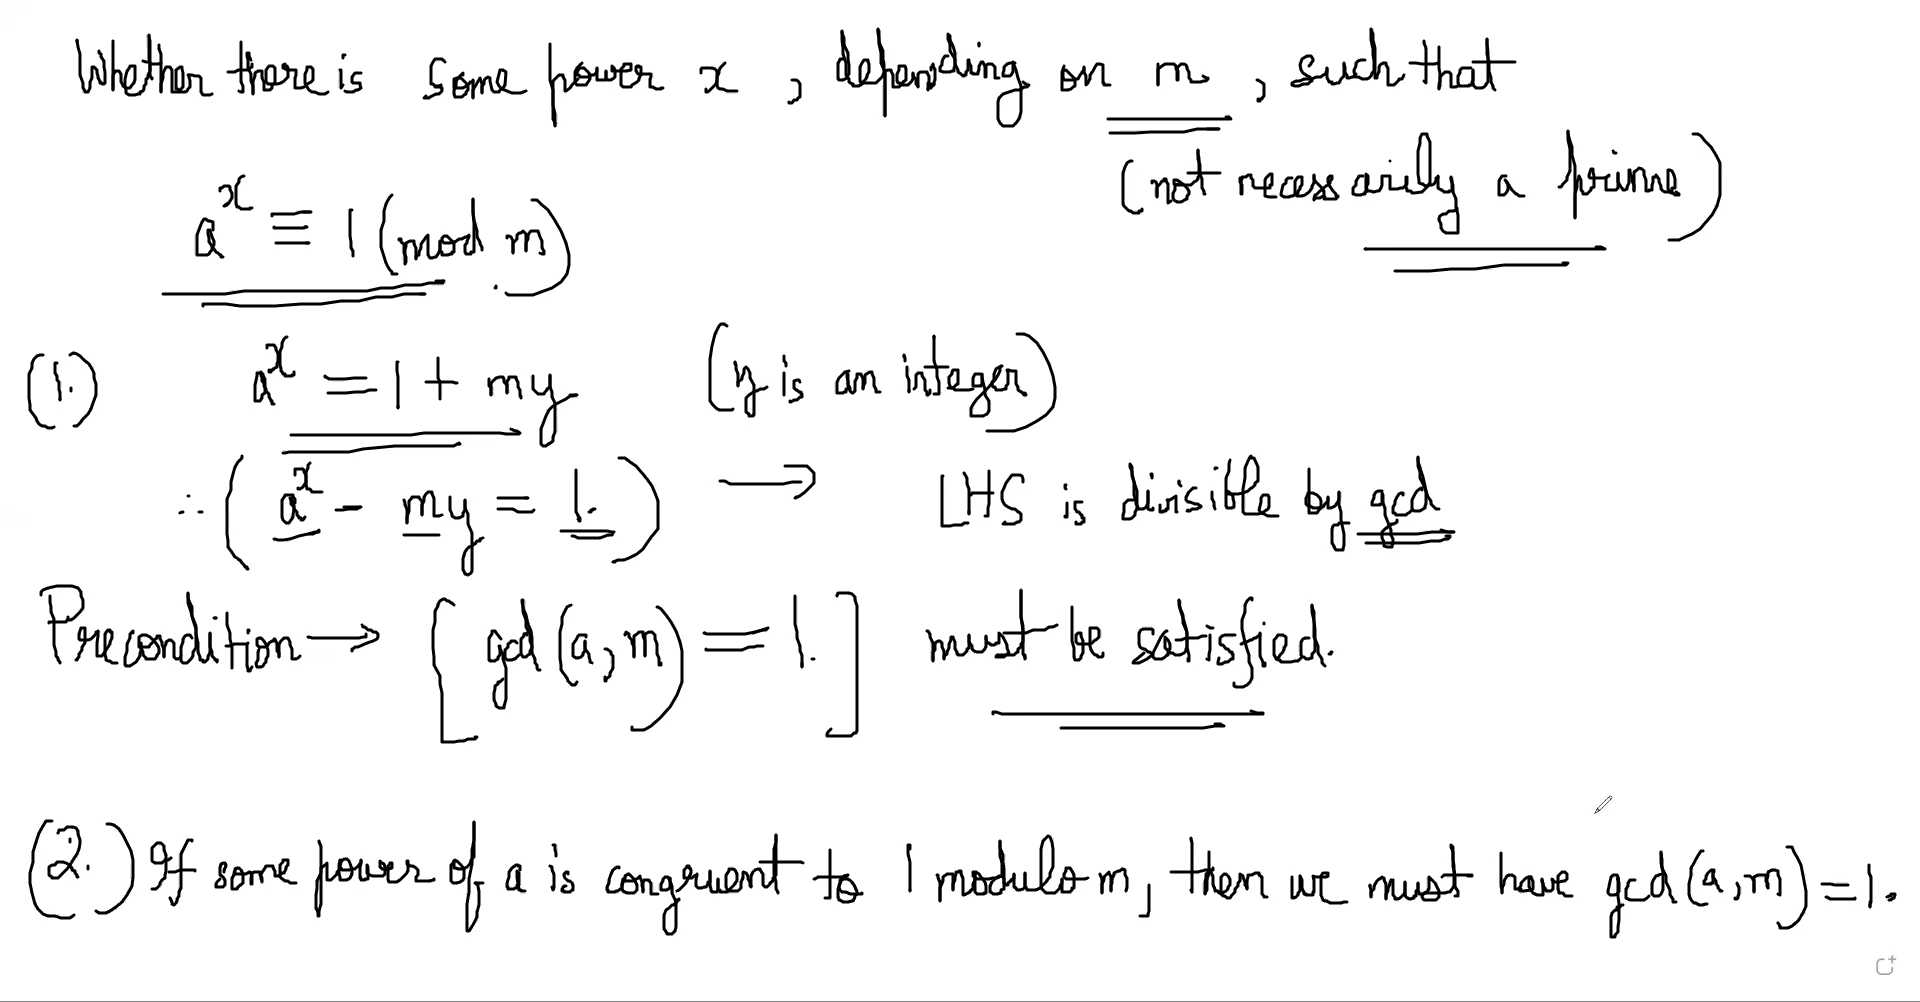 Whether there is some power x, depending on m, such that
(not necessarily a prime)
a^x ≡ 1 (mod m)
(1.) a^x = 1 + my (y is an integer)
∴ (a^x - my = 1.) → LHS is divisible by gcd
Precondition → [gcd (a, m) = 1.] must be satisfied.
(2.) If some power of a is congruent to 1 modulo m, then we must have gcd (a, m) = 1.